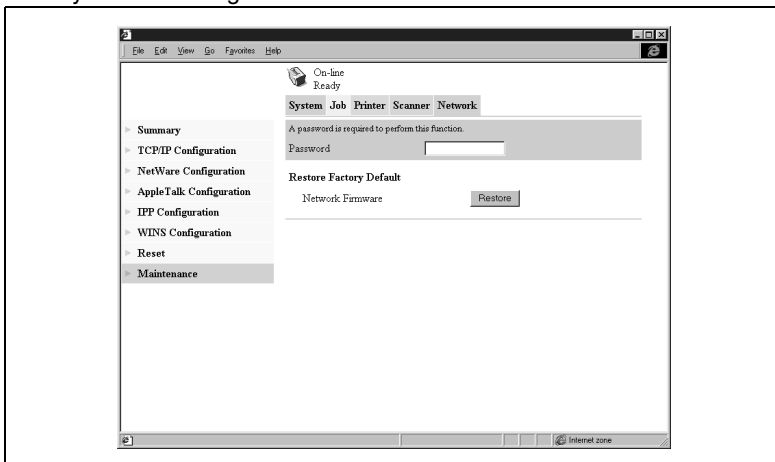 File Edit View Go Favorites Help
On-line
Ready
System Job Printer Scanner Network
Summary
TCP/IP Configuration
NetWare Configuration
AppleTalk Configuration
IPP Configuration
WINS Configuration
Reset
Maintenance
A password is required to perform this function.
Password
Restore Factory Default
Network Firmware Restore
Internet zone